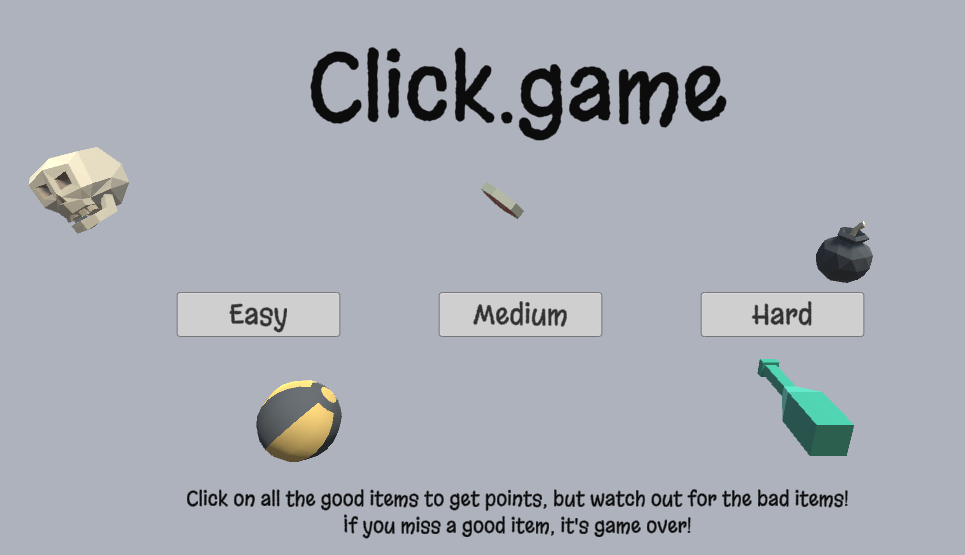 Click.game
Easy
Medium
Hard
Click on all the good items to get points, but watch out for the bad items!
if you miss a good item, it's game over!